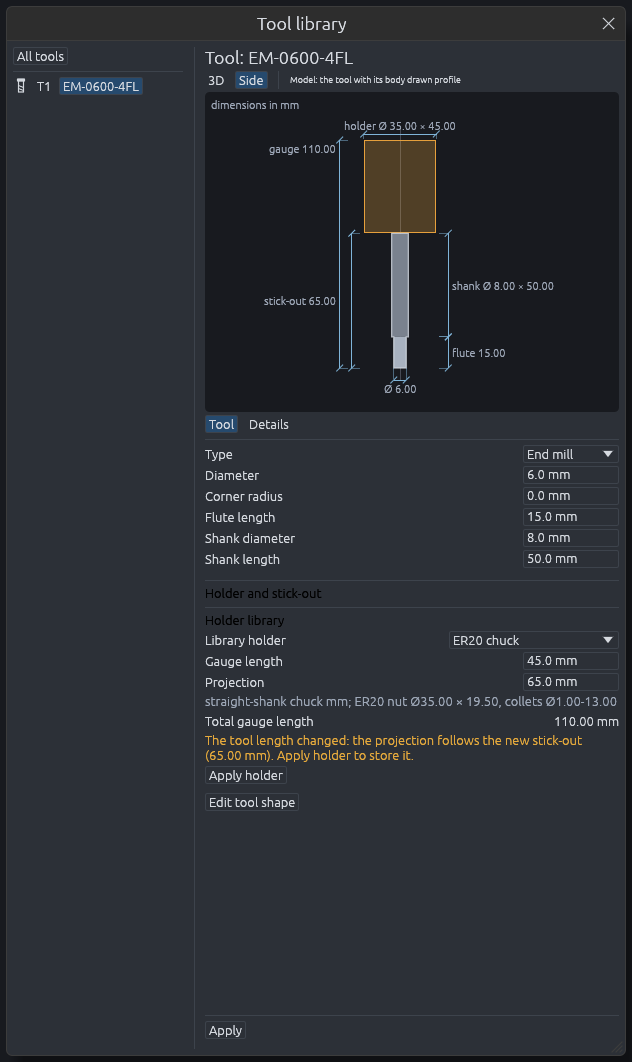 Tool library
All tools
T1 EM-0600-4FL
Tool: EM-0600-4FL
3D Side Model: the tool with its body drawn profile
dimensions in mm
holder Ø 35.00 × 45.00
gauge 110.00
shank Ø 8.00 × 50.00
stick-out 65.00
flute 15.00
Ø 6.00
Tool Details
Type End mill
Diameter 6.0 mm
Corner radius 0.0 mm
Flute length 15.0 mm
Shank diameter 8.0 mm
Shank length 50.0 mm
Holder and stick-out
Holder library
Library holder ER20 chuck
Gauge length 45.0 mm
Projection 65.0 mm
straight-shank chuck mm; ER20 nut Ø35.00 × 19.50, collets Ø1.00-13.00
Total gauge length 110.00 mm
The tool length changed: the projection follows the new stick-out
(65.00 mm). Apply holder to store it.
Apply holder
Edit tool shape
Apply